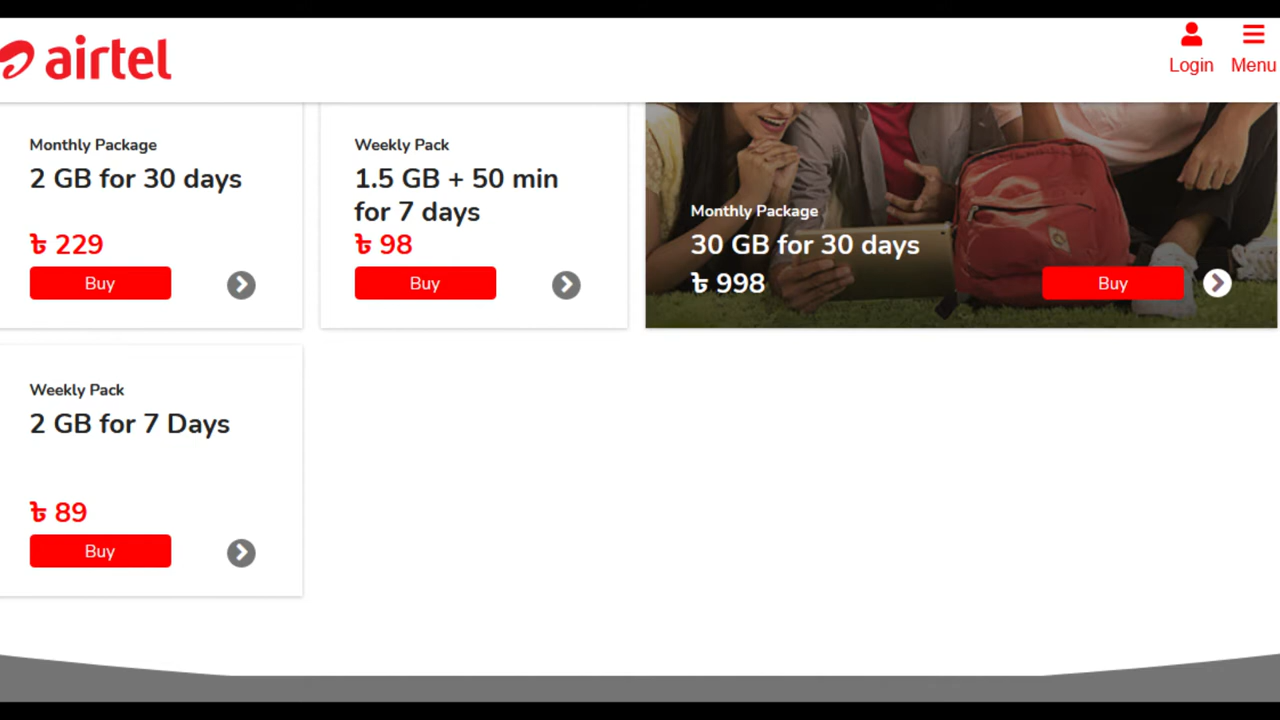 airtel
Login Menu
Monthly Package
2 GB for 30 days
৳ 229
Buy
Weekly Pack
1.5 GB + 50 min
for 7 days
৳ 98
Buy
Monthly Package
30 GB for 30 days
৳ 998
Buy
Weekly Pack
2 GB for 7 Days
৳ 89
Buy